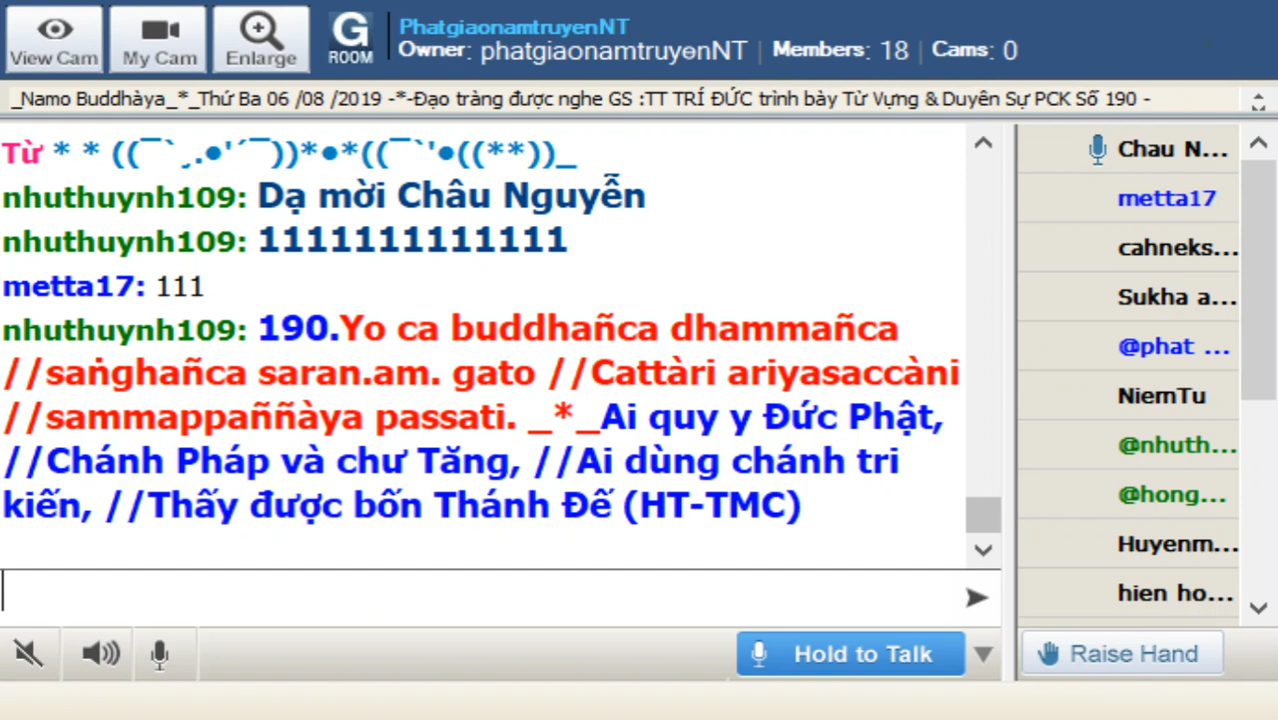 View Cam
My Cam
Enlarge
G ROOM
PhatgiaonamtruyenNT
Owner: phatgiaonamtruyenNT | Members: 18 | Cams: 0
_Namo Buddhàya_*_Thứ Ba 06 /08 /2019 -*-Đạo tràng được nghe GS :TT TRÍ ĐỨC trình bày Từ Vựng & Duyên Sự PCK Số 190 -
Từ * * ((¯`¸.●'´¯))*●*((¯`'●((**))_
nhuthuynh109: Dạ mời Châu Nguyễn
nhuthuynh109: 1111111111111
metta17: 111
nhuthuynh109: 190.Yo ca buddhañca dhammañca
//saṅghañca saran.am. gato //Cattàri ariyasaccàni
//sammappaññàya passati. _*_Ai quy y Đức Phật,
//Chánh Pháp và chư Tăng, //Ai dùng chánh tri
kiến, //Thấy được bốn Thánh Đế (HT-TMC)
Chau N...
metta17
cahneks...
Sukha a...
@phat ...
NiemTu
@nhuth...
@hong...
Huyenm...
hien ho...
Hold to Talk
Raise Hand